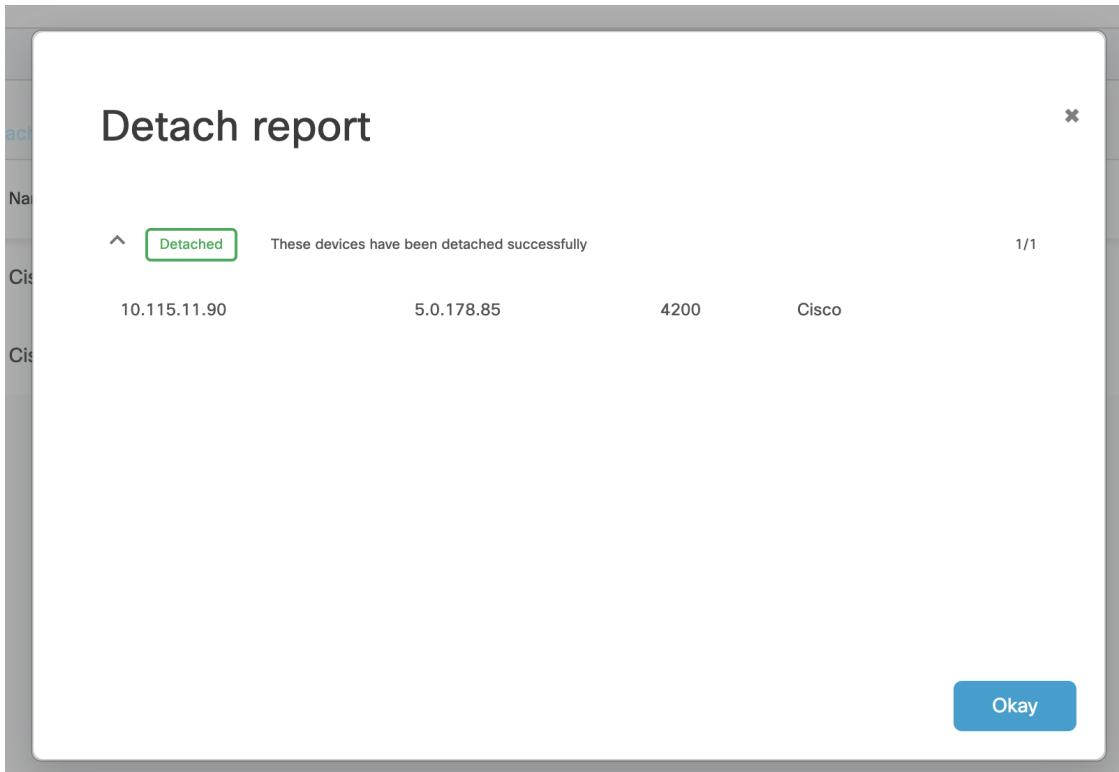 Detach report
Detached These devices have been detached successfully 1/1
10.115.11.90 5.0.178.85 4200 Cisco
Okay